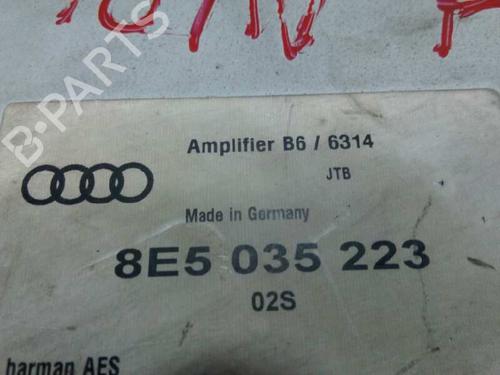 B-PARTS
Amplifier B6 / 6314
JTB
Made in Germany
8E5 035 223
02S
harman AES